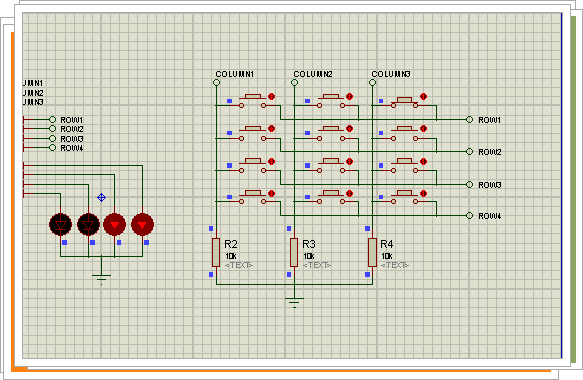 COLUMN1 COLUMN2 COLUMN3
UMN1
UMN2
UMN3
ROW1
ROW2
ROW3
ROW4
ROW1
ROW2
ROW3
ROW4
R2
10k
<TEXT>
R3
10k
<TEXT>
R4
10k
<TEXT>